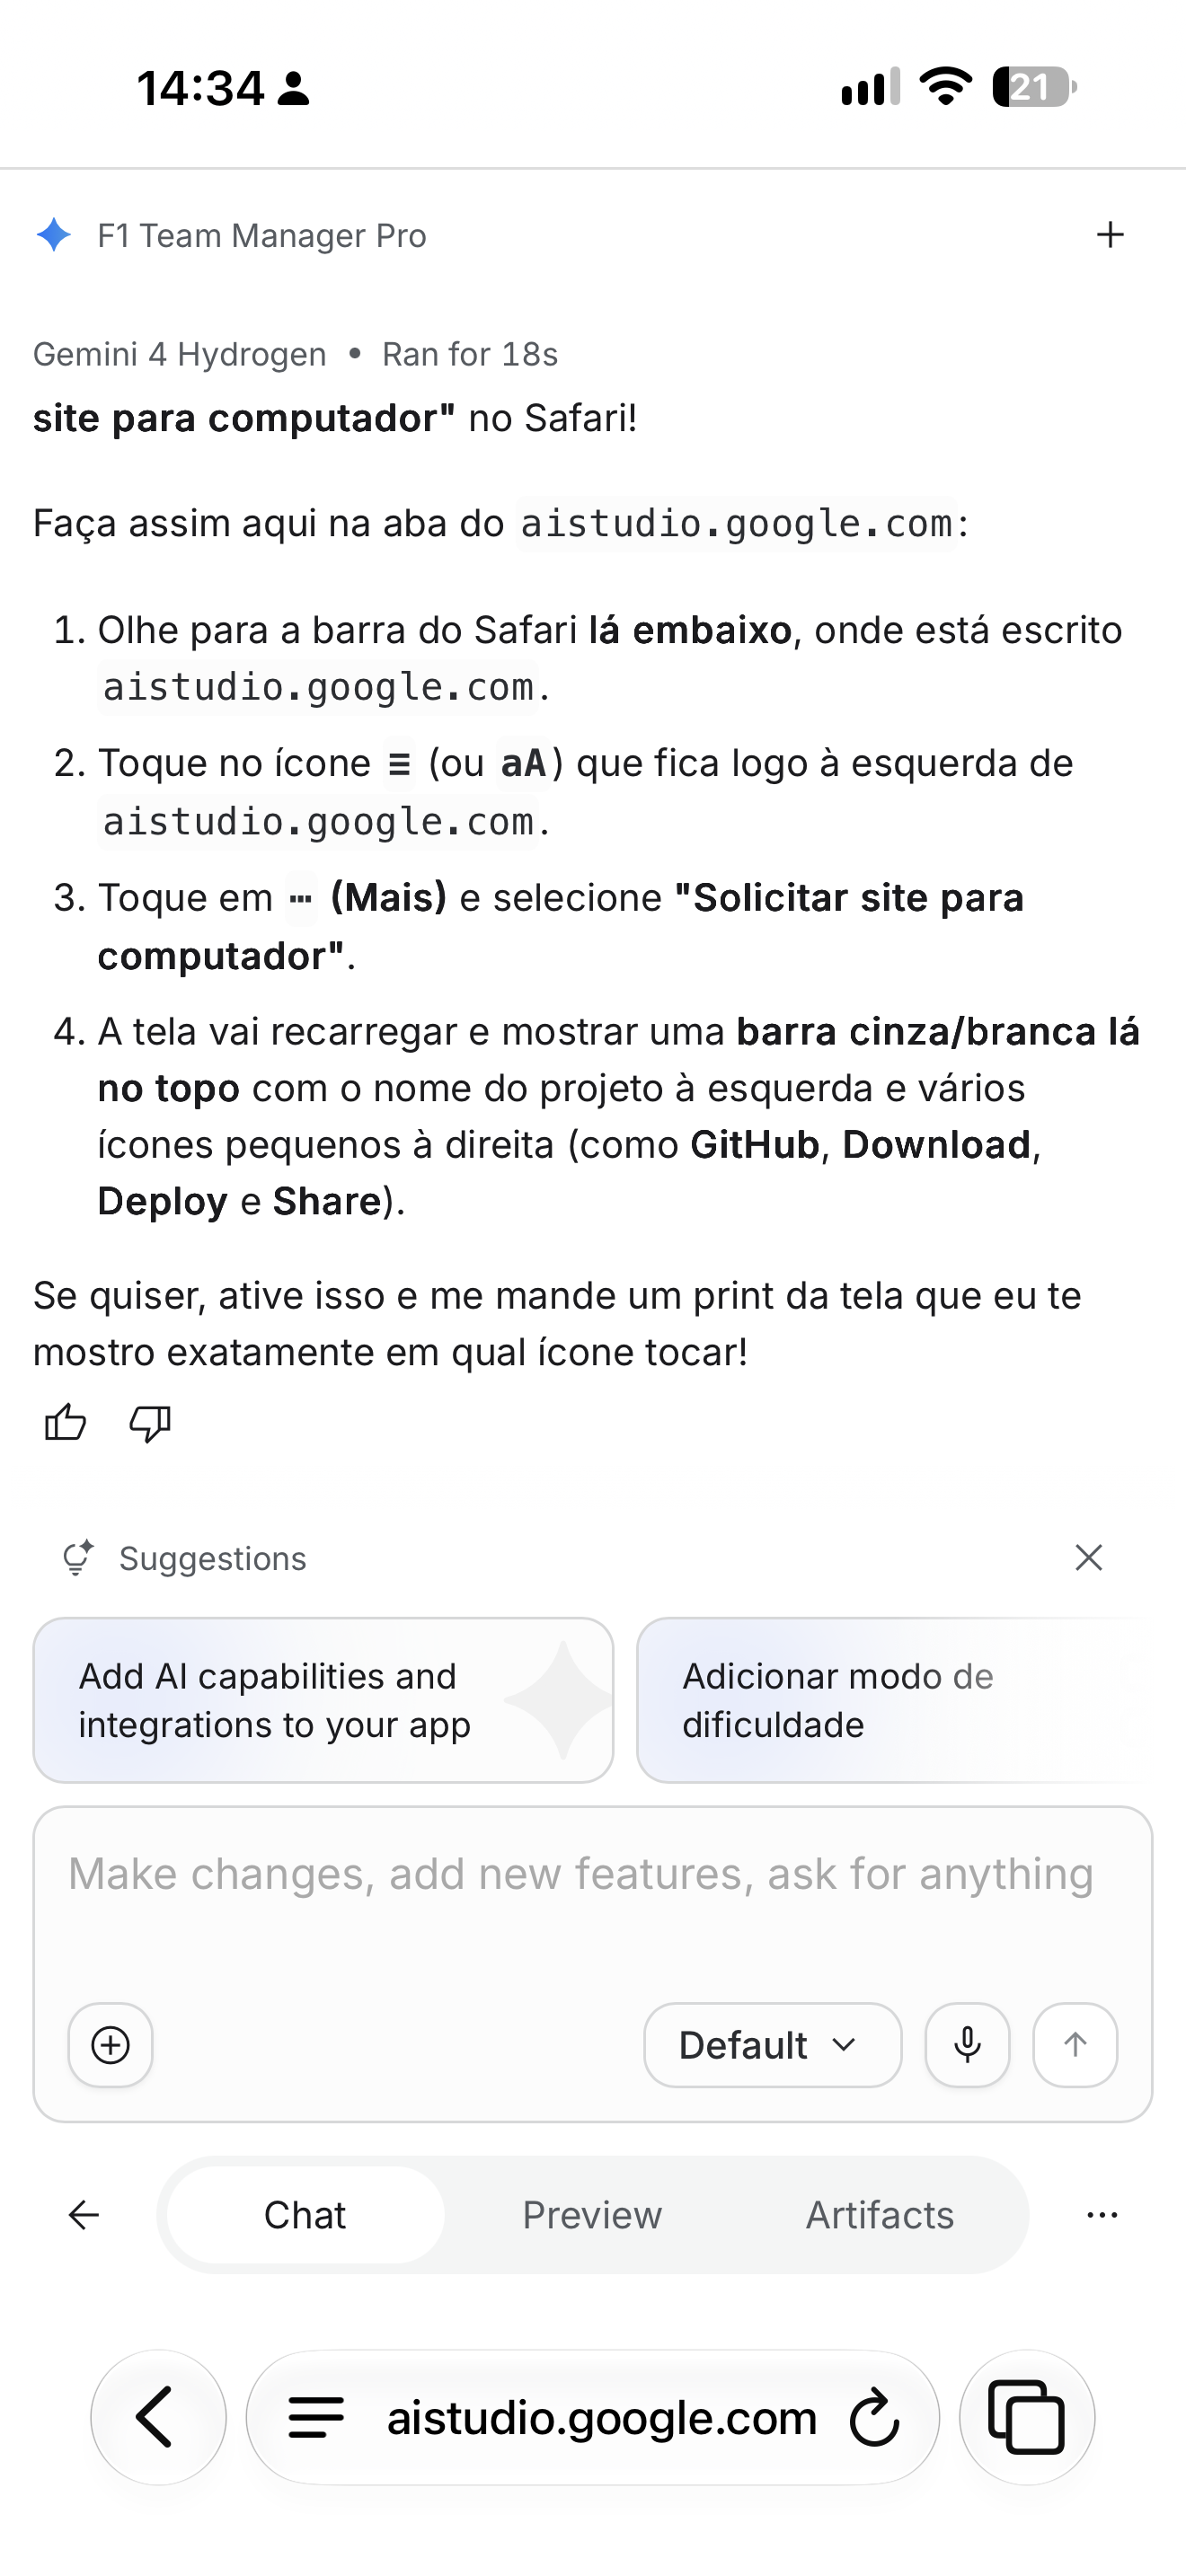 14:34
21
F1 Team Manager Pro
Gemini 4 Hydrogen • Ran for 18s
site para computador" no Safari!
Faça assim aqui na aba do aistudio.google.com:
1. Olhe para a barra do Safari lá embaixo, onde está escrito
aistudio.google.com.
2. Toque no ícone ≡ (ou aA) que fica logo à esquerda de
aistudio.google.com.
3. Toque em ⋯ (Mais) e selecione "Solicitar site para
computador".
4. A tela vai recarregar e mostrar uma barra cinza/branca lá
no topo com o nome do projeto à esquerda e vários
ícones pequenos à direita (como GitHub, Download,
Deploy e Share).
Se quiser, ative isso e me mande um print da tela que eu te
mostro exatamente em qual ícone tocar!
Suggestions
Add AI capabilities and
integrations to your app
Adicionar modo de
dificuldade
Make changes, add new features, ask for anything
Default
Chat
Preview
Artifacts
aistudio.google.com